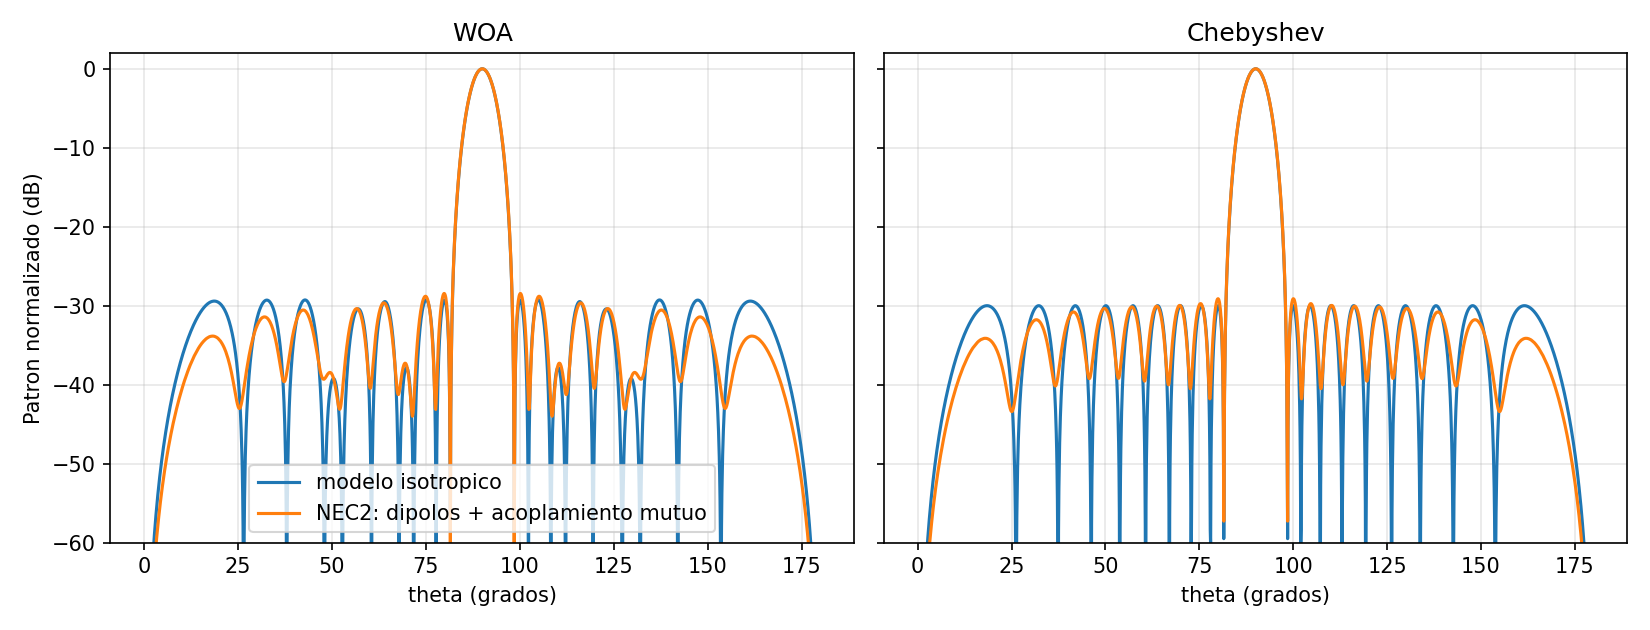 WOA
Chebyshev
Patron normalizado (dB)
0
−10
−20
−30
−40
−50
−60
modelo isotropico
NEC2: dipolos + acoplamiento mutuo
0 25 50 75 100 125 150 175
0 25 50 75 100 125 150 175
theta (grados)
theta (grados)